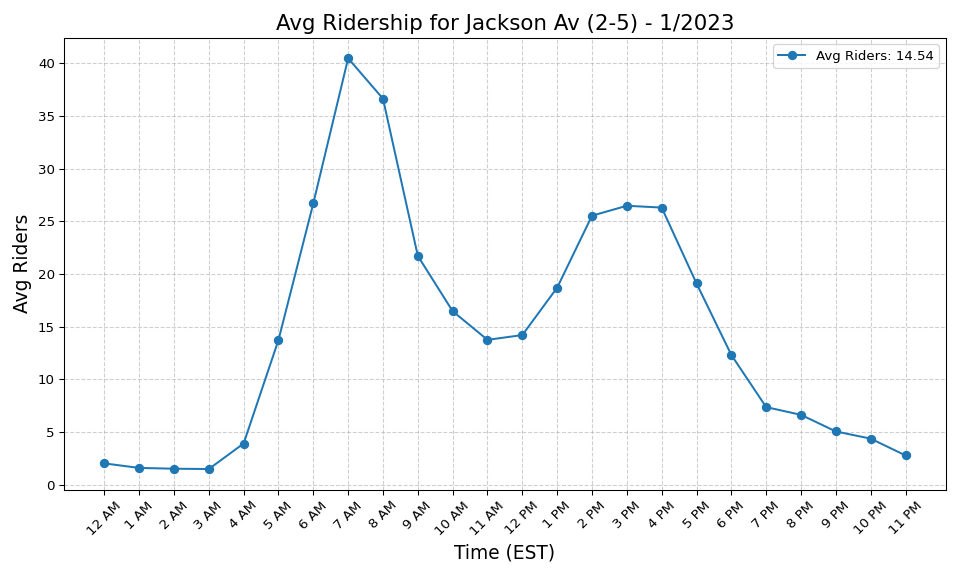 Avg Ridership for Jackson Av (2-5) - 1/2023
Avg Riders: 14.54
Avg Riders
40
35
30
25
20
15
10
5
0
12 AM
1 AM
2 AM
3 AM
4 AM
5 AM
6 AM
7 AM
8 AM
9 AM
10 AM
11 AM
12 PM
1 PM
2 PM
3 PM
4 PM
5 PM
6 PM
7 PM
8 PM
9 PM
10 PM
11 PM
Time (EST)